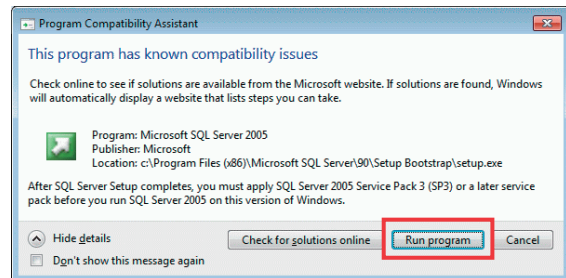 Program Compatibility Assistant
This program has known compatibility issues
Check online to see if solutions are available from the Microsoft website. If solutions are found, Windows
will automatically display a website that lists steps you can take.
Program: Microsoft SQL Server 2005
Publisher: Microsoft
Location: c:\Program Files (x86)\Microsoft SQL Server\90\Setup Bootstrap\setup.exe
After SQL Server Setup completes, you must apply SQL Server 2005 Service Pack 3 (SP3) or a later service
pack before you run SQL Server 2005 on this version of Windows.
Hide details Check for solutions online Run program Cancel
Don't show this message again